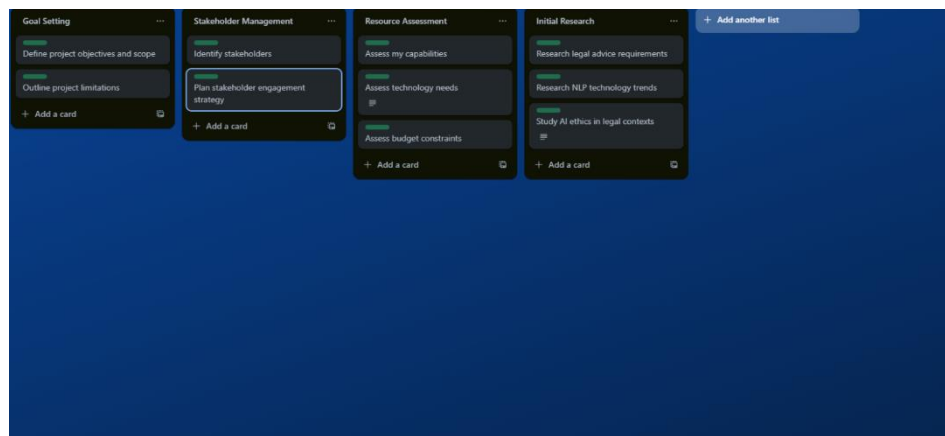 Goal Setting
Define project objectives and scope
Outline project limitations
+ Add a card
Stakeholder Management
Identify stakeholders
Plan stakeholder engagement
strategy
+ Add a card
Resource Assessment
Assess my capabilities
Assess technology needs
Assess budget constraints
+ Add a card
Initial Research
Research legal advice requirements
Research NLP technology trends
Study AI ethics in legal contexts
+ Add a card
+ Add another list